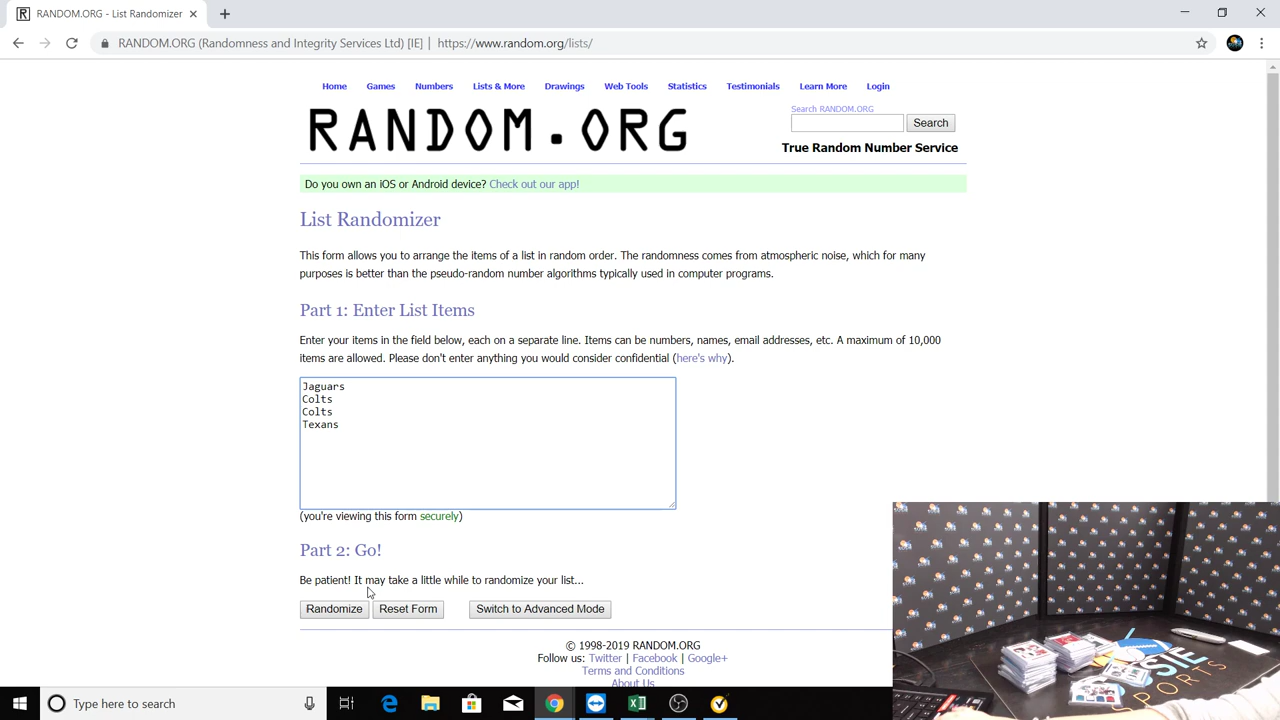 RANDOM.ORG - List Randomizer
RANDOM.ORG (Randomness and Integrity Services Ltd) [IE] | https://www.random.org/lists/
Home Games Numbers Lists & More Drawings Web Tools Statistics Testimonials Learn More Login
Search RANDOM.ORG
RANDOM.ORG
Search
True Random Number Service
Do you own an iOS or Android device? Check out our app!
List Randomizer
This form allows you to arrange the items of a list in random order. The randomness comes from atmospheric noise, which for many
purposes is better than the pseudo-random number algorithms typically used in computer programs.
Part 1: Enter List Items
Enter your items in the field below, each on a separate line. Items can be numbers, names, email addresses, etc. A maximum of 10,000
items are allowed. Please don't enter anything you would consider confidential (here's why).
Jaguars
Colts
Colts
Texans
(you're viewing this form securely)
Part 2: Go!
Be patient! It may take a little while to randomize your list...
Randomize Reset Form Switch to Advanced Mode
© 1998-2019 RANDOM.ORG
Follow us: Twitter | Facebook | Google+
Terms and Conditions
About Us
Type here to search
SPORTS